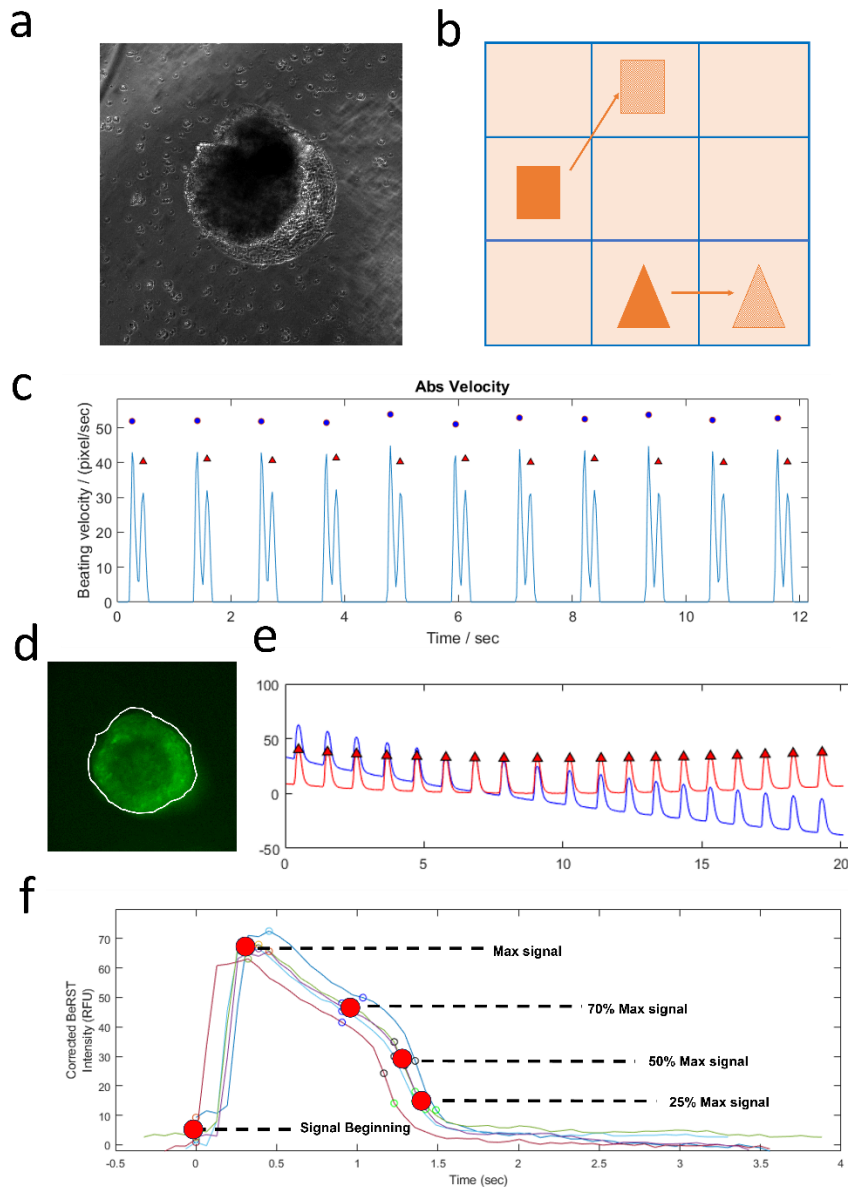 a
b
c
Abs Velocity
Beating velocity / (pixel/sec)
50
40
30
20
10
0
0 2 4 6 8 10 12
Time / sec
d
e
100
50
0
-50
0 5 10 15 20
f
Corrected BeRST
Intensity (RFU)
70
60
50
40
30
20
10
0
Max signal
70% Max signal
50% Max signal
25% Max signal
Signal Beginning
-0.5 0 0.5 1 1.5 2 2.5 3 3.5 4
Time (sec)